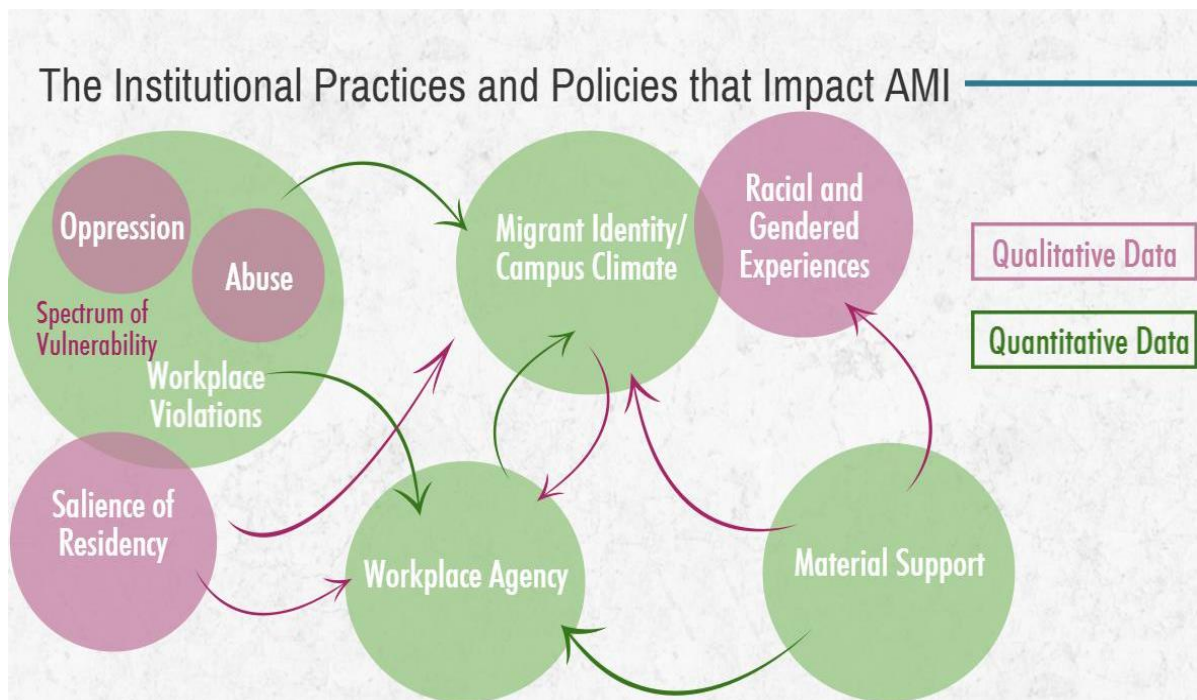 The Institutional Practices and Policies that Impact AMI
Oppression
Abuse
Spectrum of
Vulnerability
Workplace
Violations
Salience of
Residency
Migrant Identity/
Campus Climate
Racial and
Gendered
Experiences
Workplace Agency
Material Support
Qualitative Data
Quantitative Data